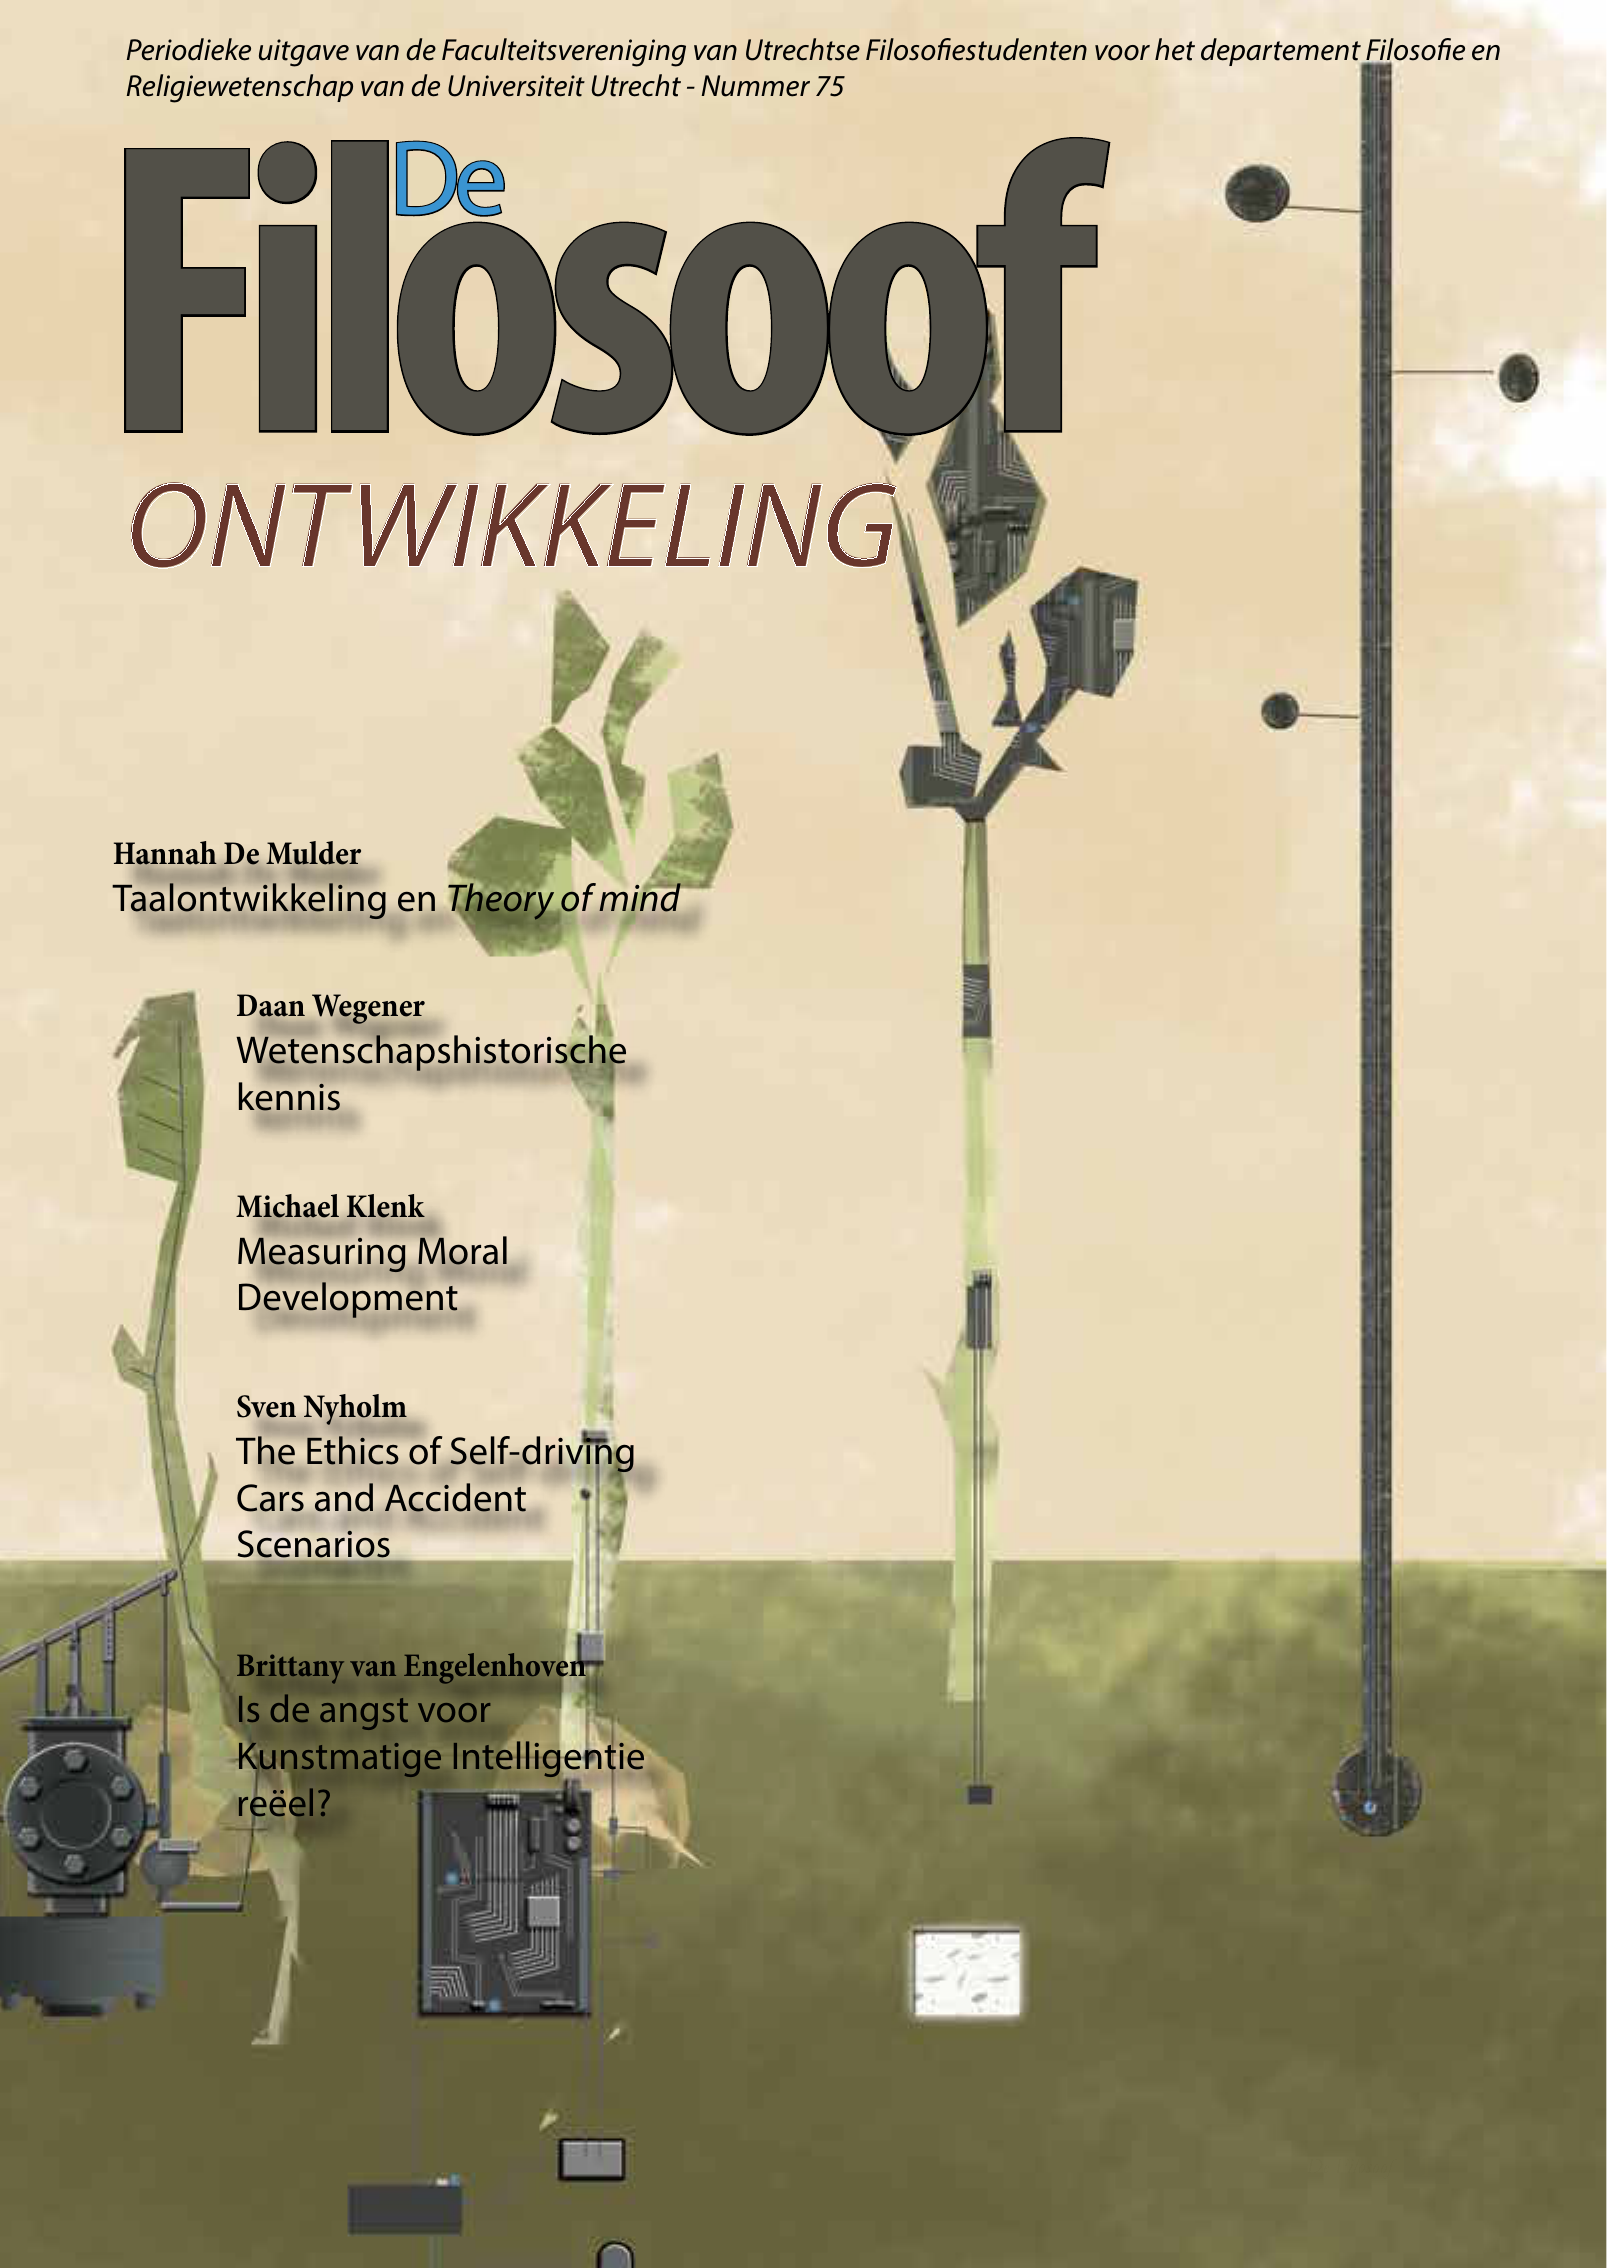 Periodieke uitgave van de Faculteitsvereniging van Utrechtse Filosofiestudenten voor het departement Filosofie en
Religiewetenschap van de Universiteit Utrecht - Nummer 75
De
Filosoof
ONTWIKKELING
Hannah De Mulder
Taalontwikkeling en Theory of mind
Daan Wegener
Wetenschapshistorische
kennis
Michael Klenk
Measuring Moral
Development
Sven Nyholm
The Ethics of Self-driving
Cars and Accident
Scenarios
Brittany van Engelenhoven
Is de angst voor
Kunstmatige Intelligentie
reëel?